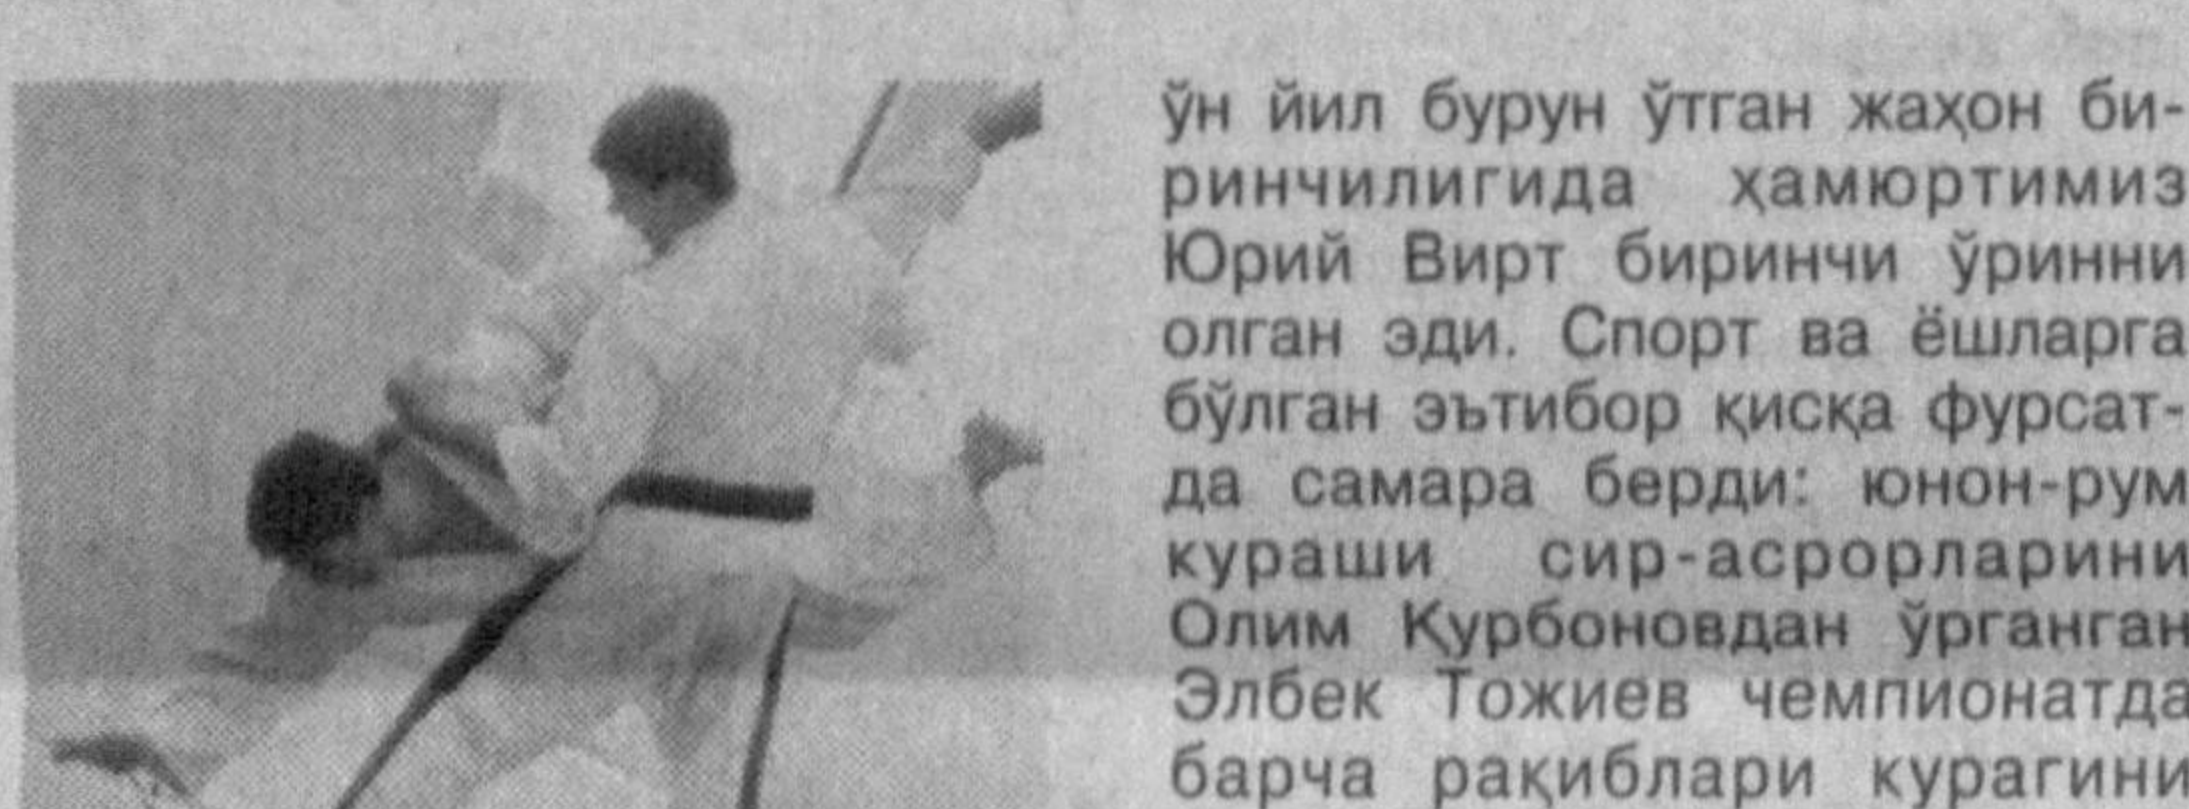 ўн йил бурун ўтган жаҳон би-
ринчилигида ҳамюртимиз
Юрий Вирт биринчи ўринни
олган эди. Спорт ва ёшларга
бўлган эътибор қисқа фурсат-
да самара берди: юнон-рум
кураши сир-асрорларини
Олим Қурбоновдан ўрганган
Элбек Тожиев чемпионатда
барча рақиблари курагини